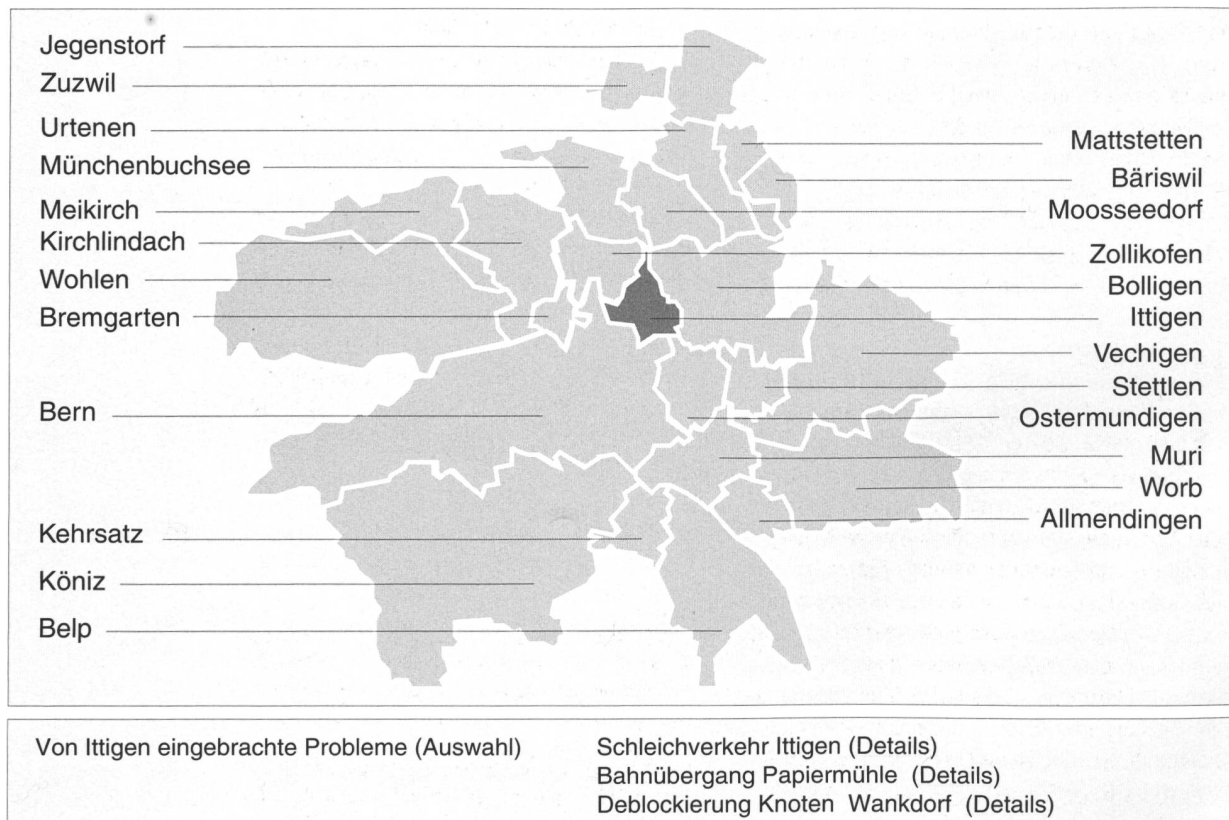 Jegenstorf
Zuzwil
Urtenen
Münchenbuchsee
Meikirch
Kirchlindach
Wohlen
Bremgarten
Bern
Kehrsatz
Köniz
Belp
Mattstetten
Bäriswil
Moosseedorf
Zollikofen
Bolligen
Ittigen
Vechigen
Stettlen
Ostermundigen
Muri
Worb
Allmendingen
Von Ittigen eingebrachte Probleme (Auswahl)
Schleichverkehr Ittigen (Details)
Bahnübergang Papiermühle (Details)
Deblockierung Knoten Wankdorf (Details)